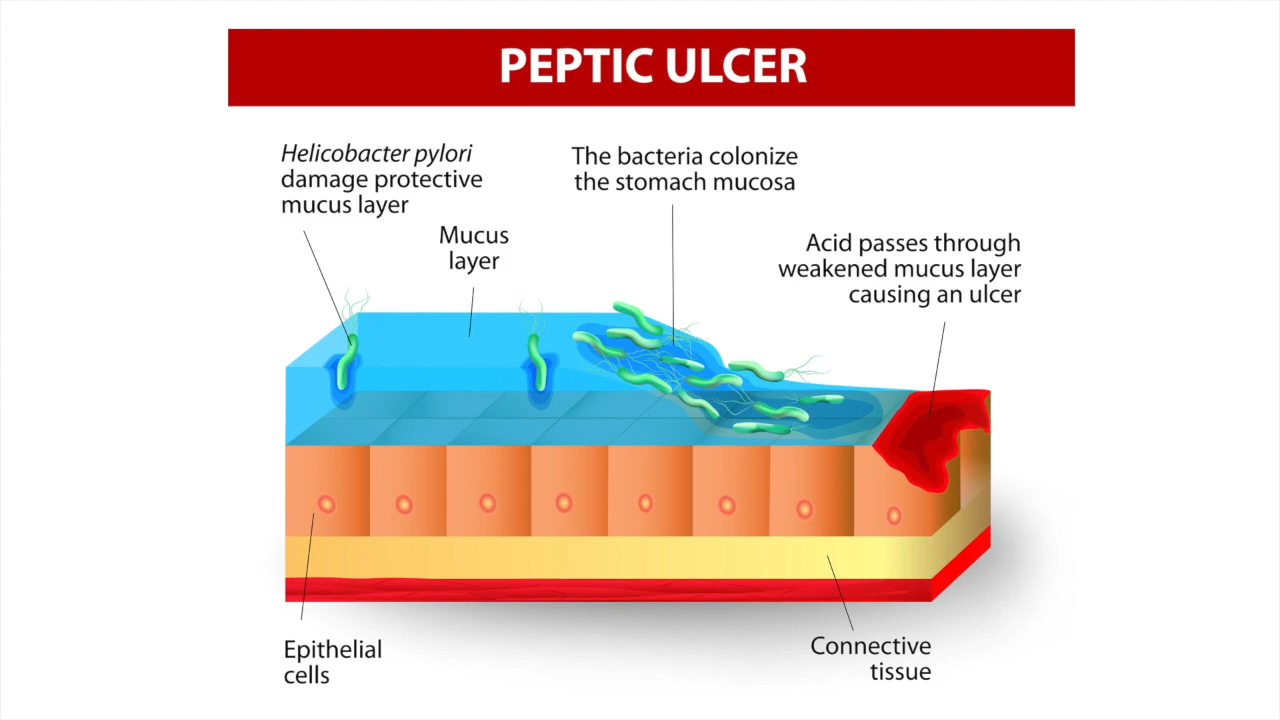 PEPTIC ULCER
Helicobacter pylori
damage protective
mucus layer
Mucus
layer
The bacteria colonize
the stomach mucosa
Acid passes through
weakened mucus layer
causing an ulcer
Epithelial
cells
Connective
tissue